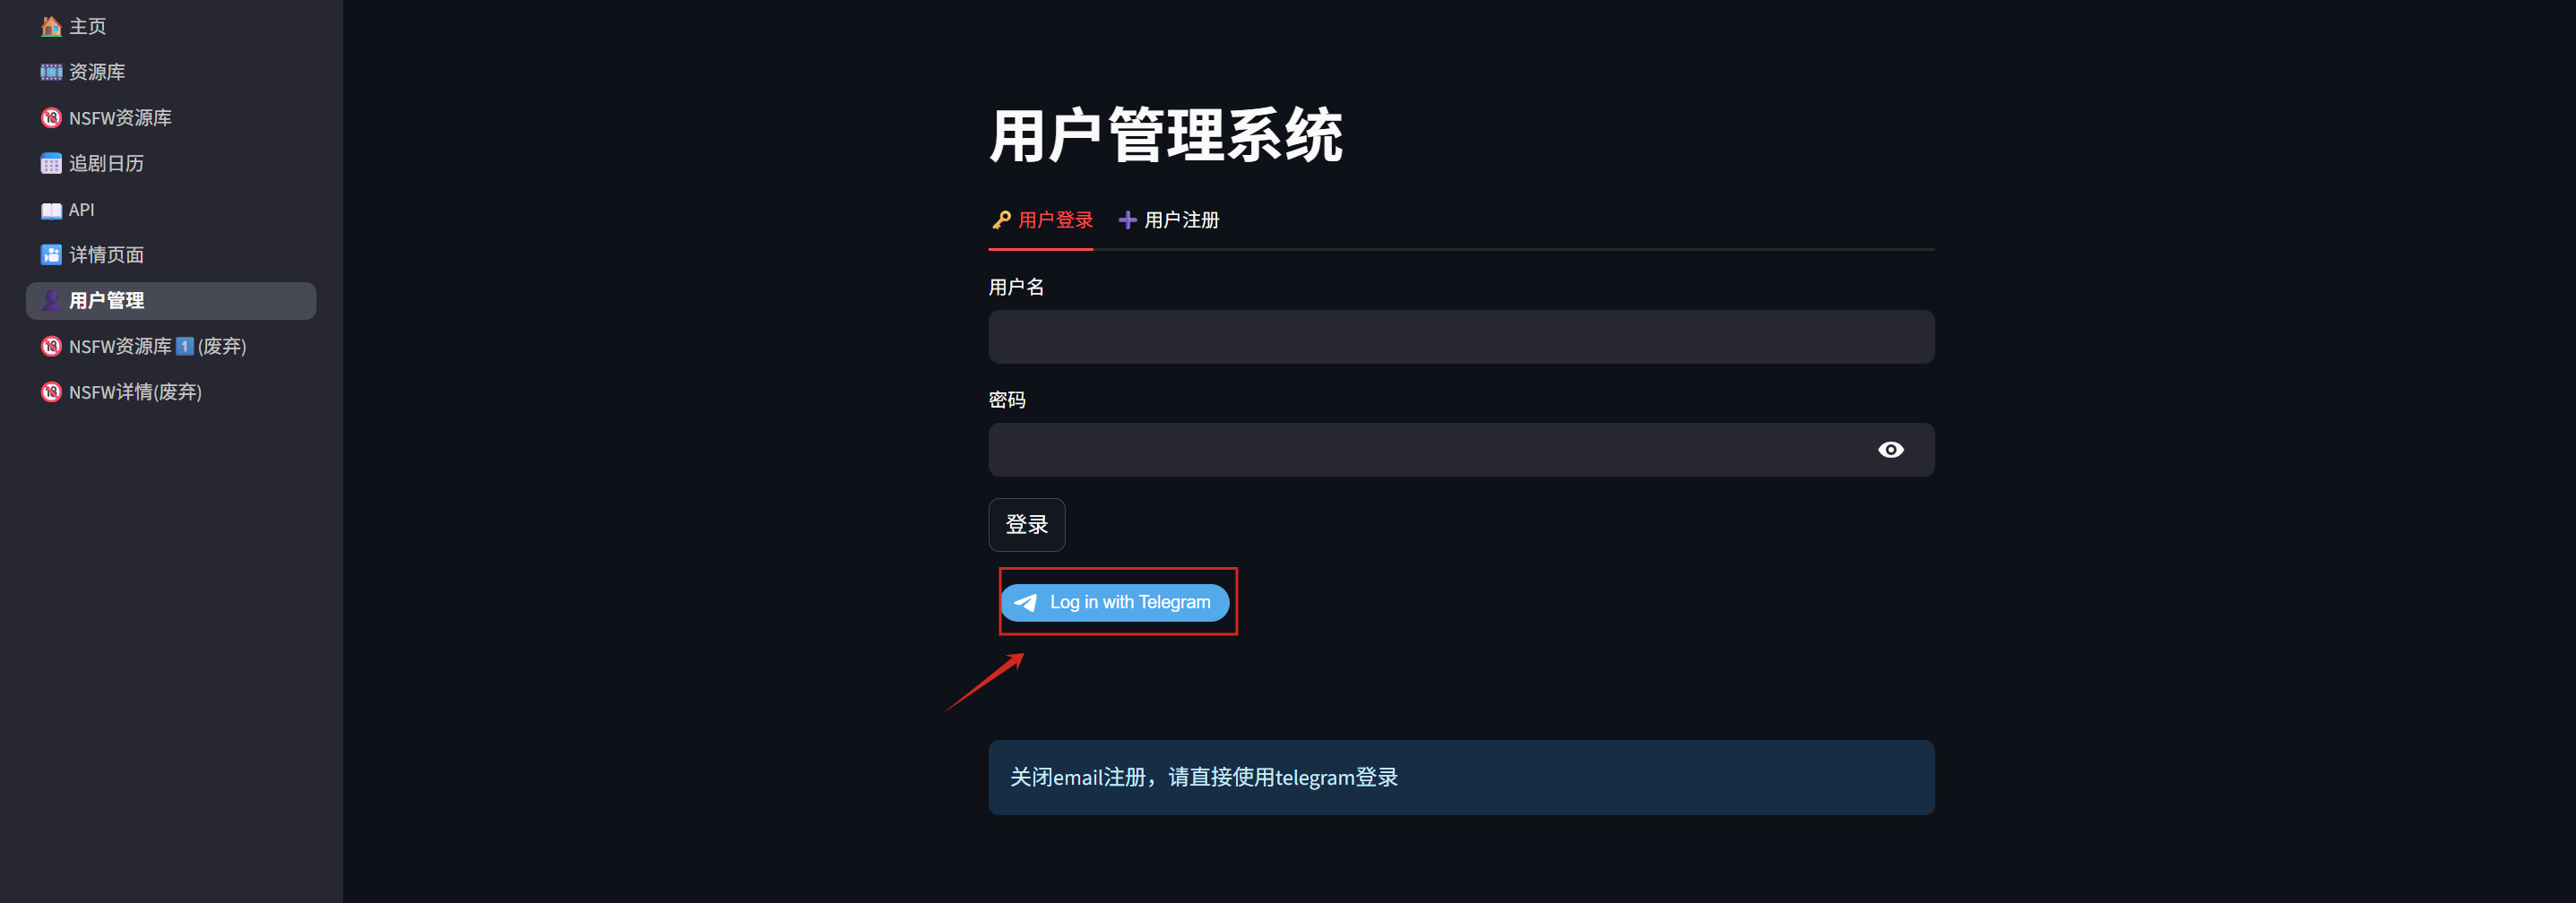 主页
资源库
NSFW资源库
追剧日历
API
详情页面
用户管理
NSFW资源库1(废弃)
NSFW详情(废弃)
用户管理系统
用户登录 用户注册
用户名
密码
登录
Log in with Telegram
关闭email注册，请直接使用telegram登录